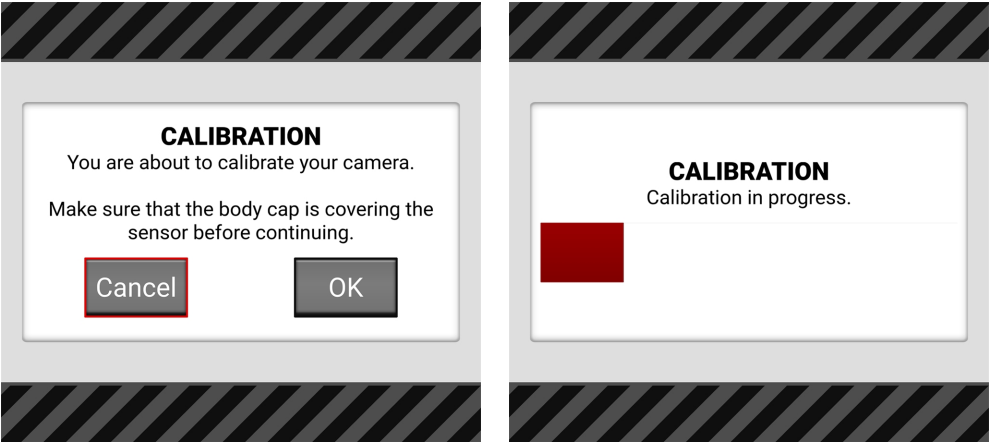 CALIBRATION
You are about to calibrate your camera.
Make sure that the body cap is covering the
sensor before continuing.
Cancel
OK
CALIBRATION
Calibration in progress.